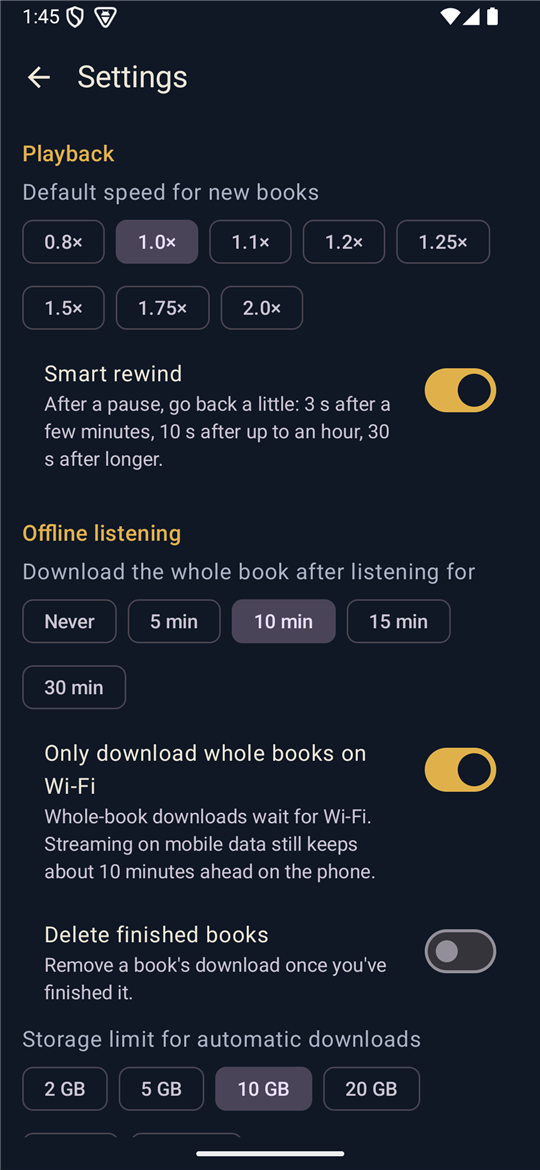 1:45
Settings
Playback
Default speed for new books
0.8×
1.0×
1.1×
1.2×
1.25×
1.5×
1.75×
2.0×
Smart rewind
After a pause, go back a little: 3 s after a
few minutes, 10 s after up to an hour, 30
s after longer.
Offline listening
Download the whole book after listening for
Never
5 min
10 min
15 min
30 min
Only download whole books on
Wi-Fi
Whole-book downloads wait for Wi-Fi.
Streaming on mobile data still keeps
about 10 minutes ahead on the phone.
Delete finished books
Remove a book's download once you've
finished it.
Storage limit for automatic downloads
2 GB
5 GB
10 GB
20 GB